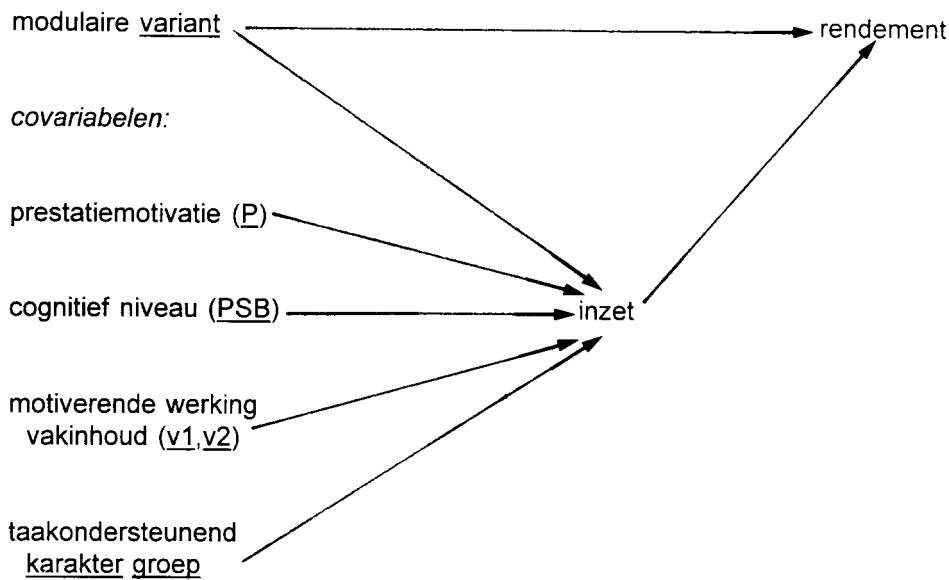 modulaire variant
rendement
covariabelen:
prestatiemotivatie (P)
cognitief niveau (PSB)
inzet
motiverende werking
vakinhoud (v1,v2)
taakondersteunend
karakter groep